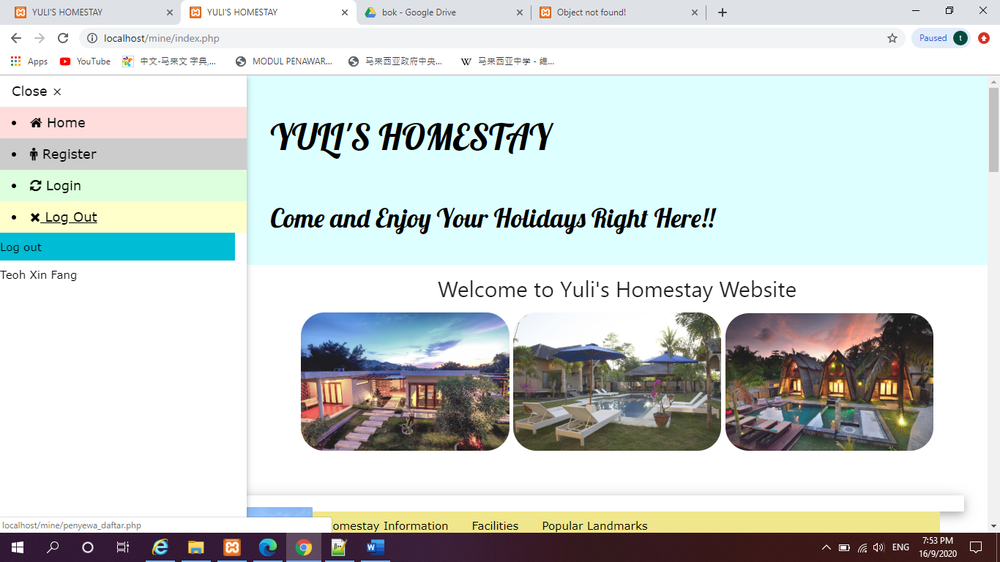 YULI'S HOMESTAY
YULI'S HOMESTAY
bok - Google Drive
Object not found!
localhost/mine/index.php
Paused
t
Apps
YouTube
中文-马来文 字典,...
MODUL PENAWAR...
马来西亚政府中央...
W
马来西亚中学 - 维...
Close ×
Home
Register
Login
Log Out
Log out
Teoh Xin Fang
YULI'S HOMESTAY
Come and Enjoy Your Holidays Right Here!!
Welcome to Yuli's Homestay Website
omestay Information
Facilities
Popular Landmarks
localhost/mine/penyewa_daftar.php
ENG
7:53 PM
16/9/2020